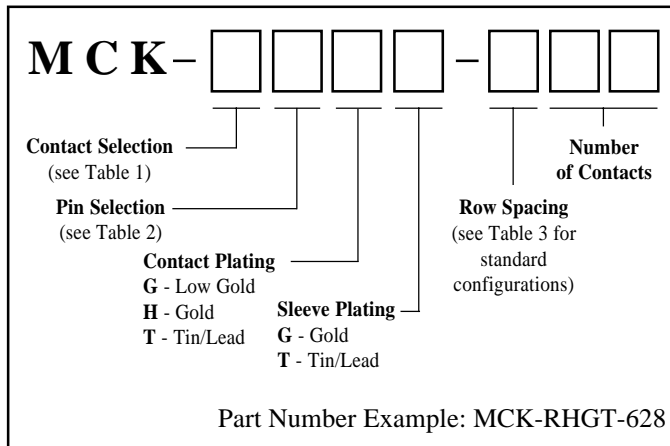 MCK– –
Contact Selection
(see Table 1)
Pin Selection
(see Table 2)
Contact Plating
G - Low Gold
H - Gold
T - Tin/Lead
Sleeve Plating
G - Gold
T - Tin/Lead
Row Spacing
(see Table 3 for
standard
configurations)
Number
of Contacts
Part Number Example: MCK-RHGT-628